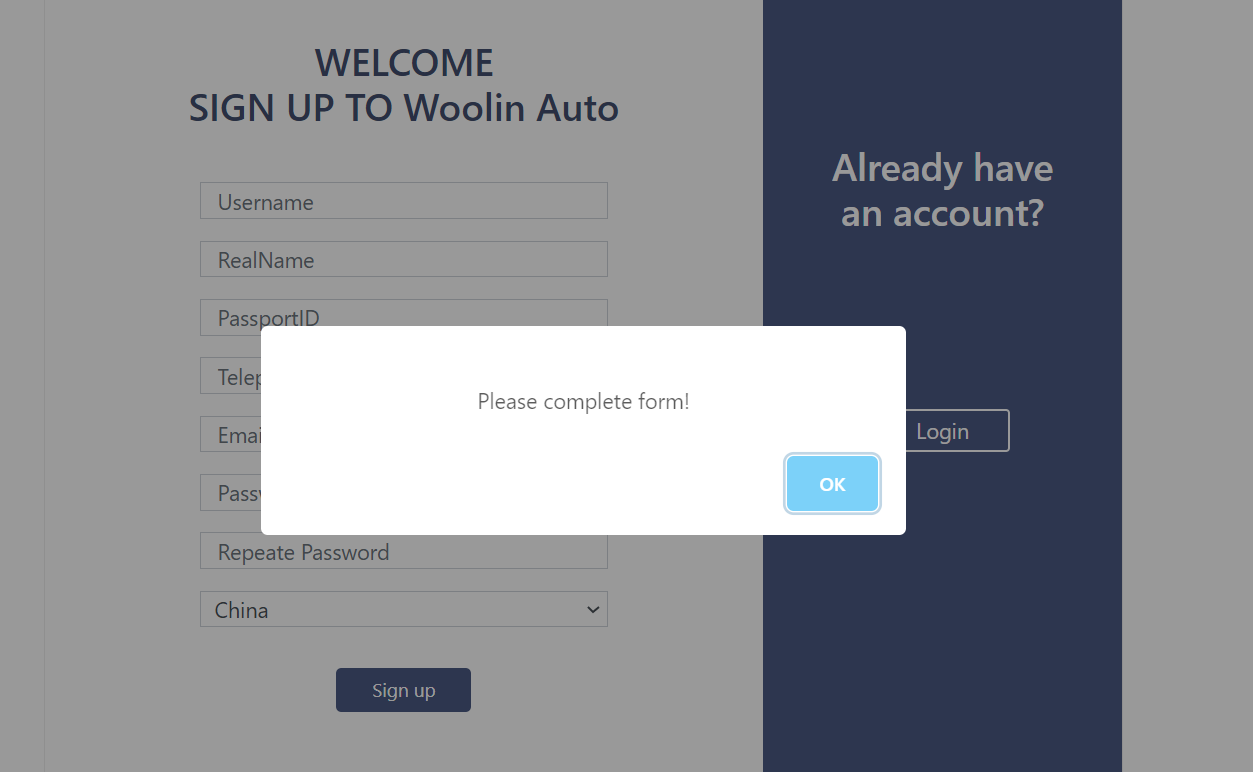 WELCOME
SIGN UP TO Woolin Auto
Already have
an account?
Username
RealName
PassportID
Please complete form!
Login
OK
Repeate Password
China
Sign up